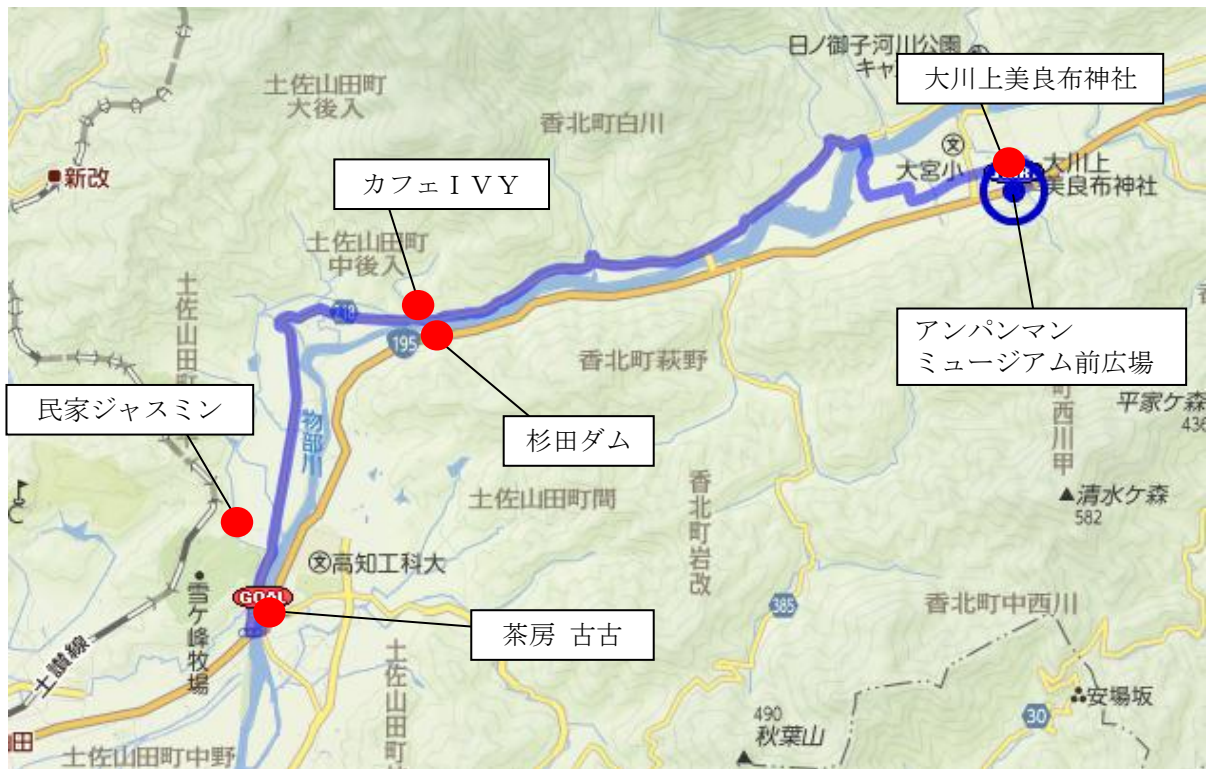 日ノ御子河川公園
キャ
大川上美良布神社
土佐山田町
大後入
香北町白川
新改
カフェＩＶＹ
大宮小
大川上
美良布神社
土佐山田町
中後入
土佐山田町
218
195
アンパンマン
ミュージアム前広場
香北町萩野
町西川甲
平家ケ森
436
民家ジャスミン
物部川
杉田ダム
土佐山田町間
香北町岩改
清水ケ森
582
高知工科大
雪ケ峰牧場
GOAL
385
香北町中西川
茶房 古古
土讃線
土佐山田町
安場坂
30
490
秋葉山
田
土佐山田町中野